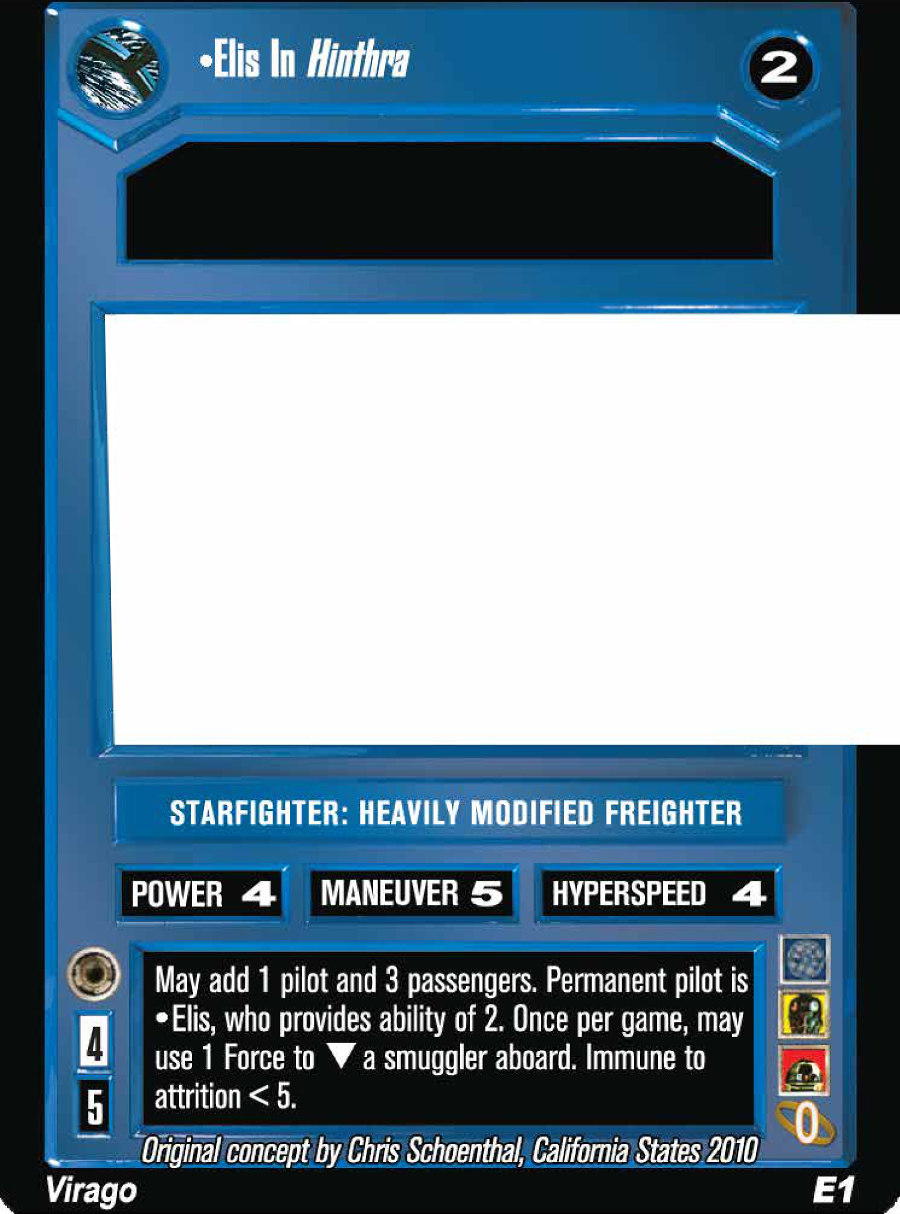 •Elis In Hinthra
2
STARFIGHTER: HEAVILY MODIFIED FREIGHTER
POWER 4 MANEUVER 5 HYPERSPEED 4
May add 1 pilot and 3 passengers. Permanent pilot is
•Elis, who provides ability of 2. Once per game, may
use 1 Force to ▼ a smuggler aboard. Immune to
attrition < 5.
4
5
0
Original concept by Chris Schoenthal, California States 2010
Virago E1